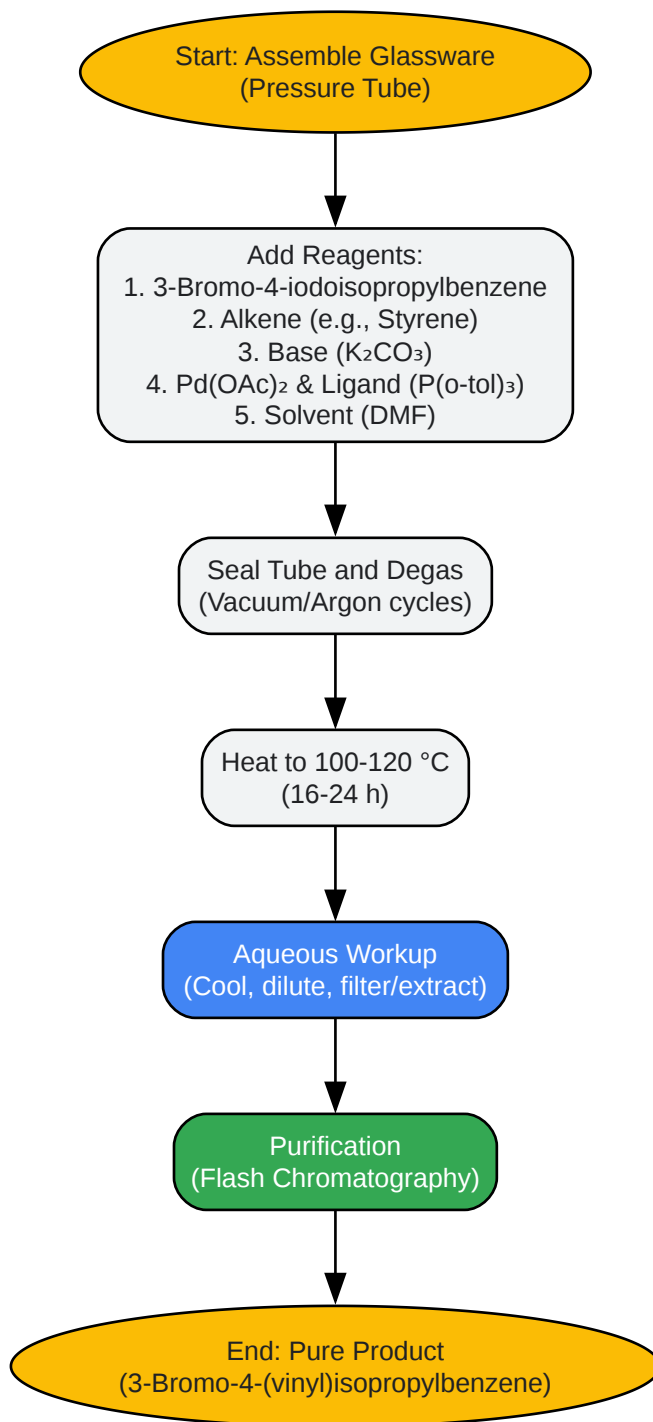 Start: Assemble Glassware
(Pressure Tube)
Add Reagents:
1. 3-Bromo-4-iodoisopropylbenzene
2. Alkene (e.g., Styrene)
3. Base (K₂CO₃)
4. Pd(OAc)₂ & Ligand (P(o-tol)₃)
5. Solvent (DMF)
Seal Tube and Degas
(Vacuum/Argon cycles)
Heat to 100-120 °C
(16-24 h)
Aqueous Workup
(Cool, dilute, filter/extract)
Purification
(Flash Chromatography)
End: Pure Product
(3-Bromo-4-(vinyl)isopropylbenzene)